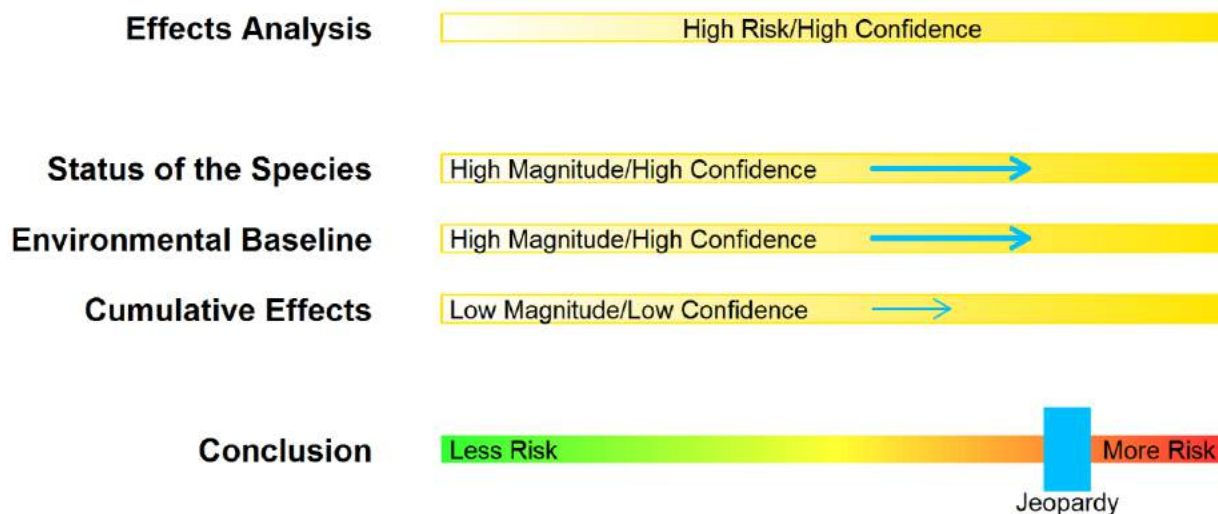 Effects Analysis High Risk/High Confidence
Status of the Species High Magnitude/High Confidence
Environmental Baseline High Magnitude/High Confidence
Cumulative Effects Low Magnitude/Low Confidence
Conclusion Less Risk More Risk
Jeopardy